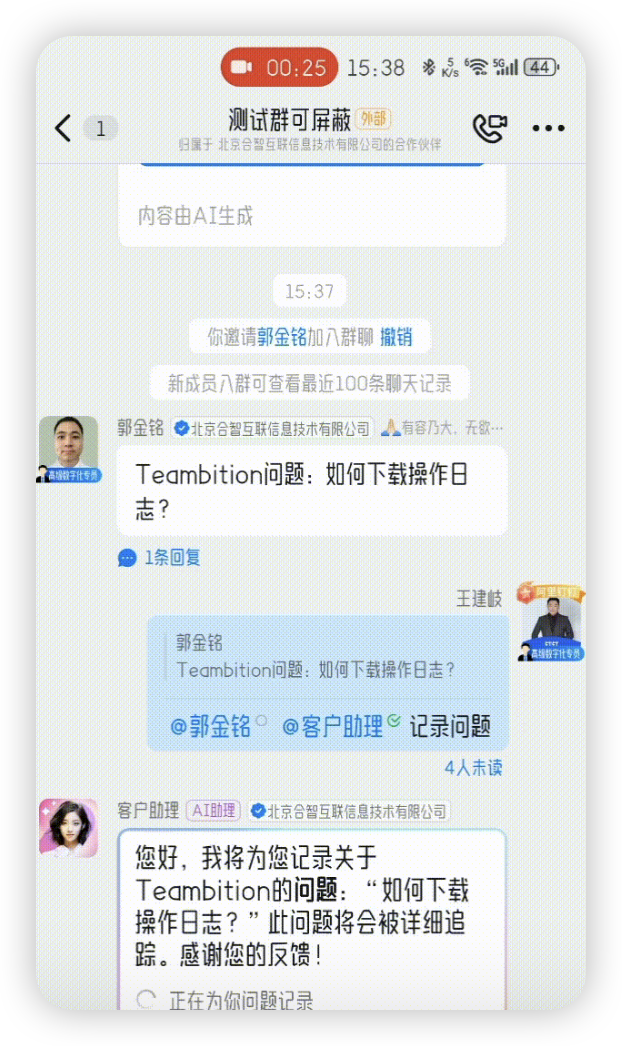 00:25 15:38 5 K/s 6 5G 44
1 测试群可屏蔽 外部
归属于 北京合智互联信息技术有限公司的合作伙伴
内容由AI生成
15:37
你邀请郭金铭加入群聊 撤销
新成员入群可查看最近100条聊天记录
郭金铭 北京合智互联信息技术有限公司 🙏有容乃大、无欲…
高级数字化专员
Teambition问题：如何下载操作日
志？
1条回复
王建岐
阿里钉钉
高级数字化专员
郭金铭
Teambition问题：如何下载操作日志？
@郭金铭 @客户助理 记录问题
4人未读
客户助理 AI助理 北京合智互联信息技术有限公司
您好，我将为您记录关于
Teambition的问题：“如何下载
操作日志？”此问题将会被详细追
踪。感谢您的反馈！
正在为你问题记录